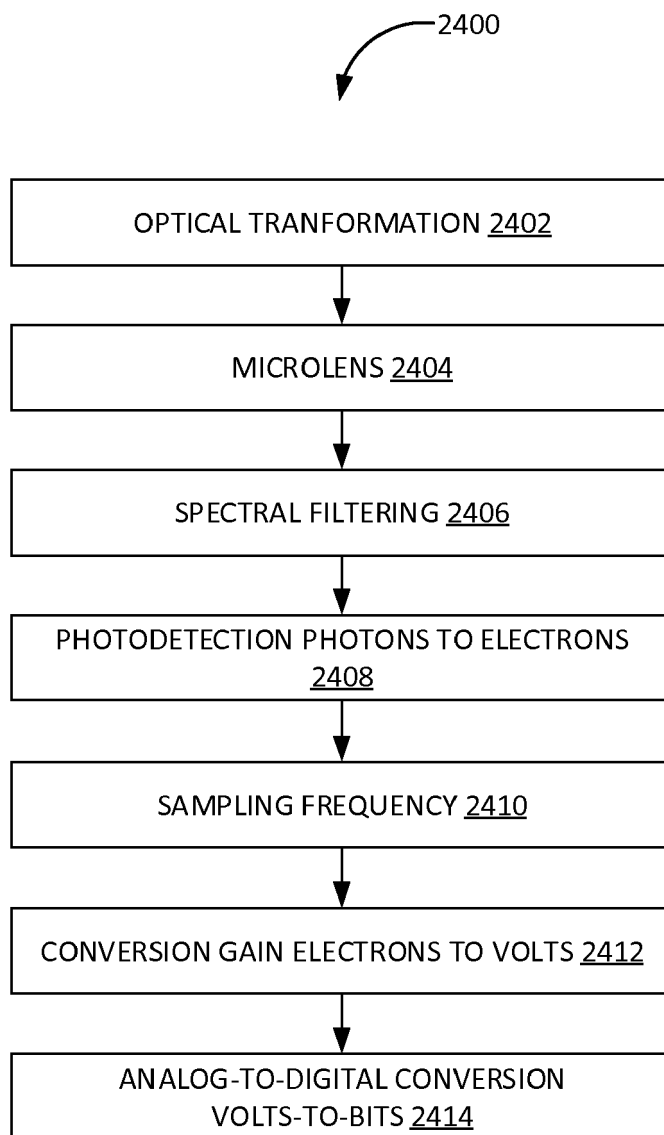 2400
OPTICAL TRANFORMATION 2402
MICROLENS 2404
SPECTRAL FILTERING 2406
PHOTODETECTION PHOTONS TO ELECTRONS
2408
SAMPLING FREQUENCY 2410
CONVERSION GAIN ELECTRONS TO VOLTS 2412
ANALOG-TO-DIGITAL CONVERSION
VOLTS-TO-BITS 2414